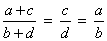 (a+c)/(b+d) = c/d = a/b